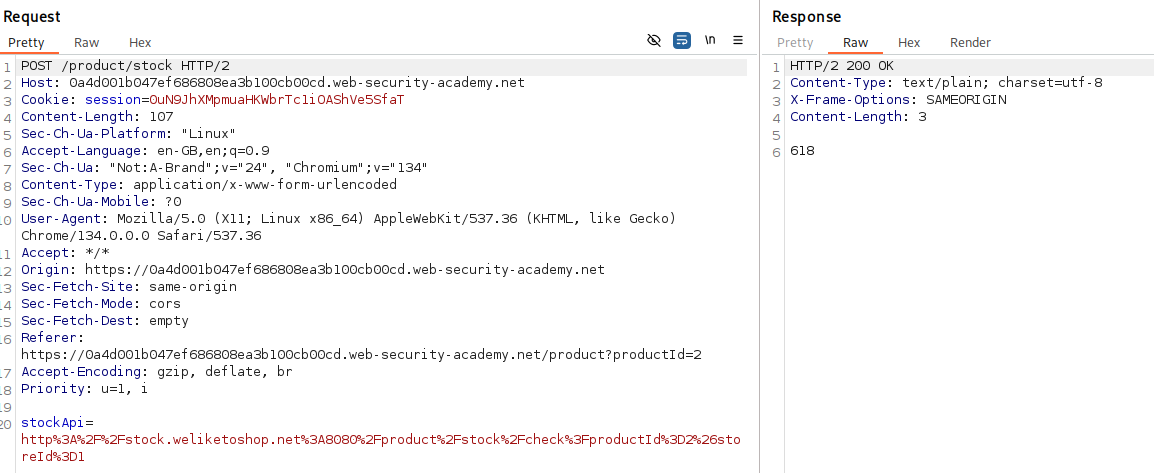 Request
Pretty Raw Hex
\n
1 POST /product/stock HTTP/2
2 Host: 0a4d001b047ef686808ea3b100cb00cd.web-security-academy.net
3 Cookie: session=0uN9JhXMpmuaHKWbrTc1iOAShVe5SfaT
4 Content-Length: 107
5 Sec-Ch-Ua-Platform: "Linux"
6 Accept-Language: en-GB,en;q=0.9
7 Sec-Ch-Ua: "Not:A-Brand";v="24", "Chromium";v="134"
8 Content-Type: application/x-www-form-urlencoded
9 Sec-Ch-Ua-Mobile: ?0
10 User-Agent: Mozilla/5.0 (X11; Linux x86_64) AppleWebKit/537.36 (KHTML, like Gecko)
Chrome/134.0.0.0 Safari/537.36
11 Accept: */*
12 Origin: https://0a4d001b047ef686808ea3b100cb00cd.web-security-academy.net
13 Sec-Fetch-Site: same-origin
14 Sec-Fetch-Mode: cors
15 Sec-Fetch-Dest: empty
16 Referer:
https://0a4d001b047ef686808ea3b100cb00cd.web-security-academy.net/product?productId=2
17 Accept-Encoding: gzip, deflate, br
18 Priority: u=1, i
19
20 stockApi=
http%3A%2F%2Fstock.weliketoshop.net%3A8080%2Fproduct%2Fstock%2Fcheck%3FproductId%3D2%26sto
reId%3D1
Response
Pretty Raw Hex Render
1 HTTP/2 200 OK
2 Content-Type: text/plain; charset=utf-8
3 X-Frame-Options: SAMEORIGIN
4 Content-Length: 3
5
6 618